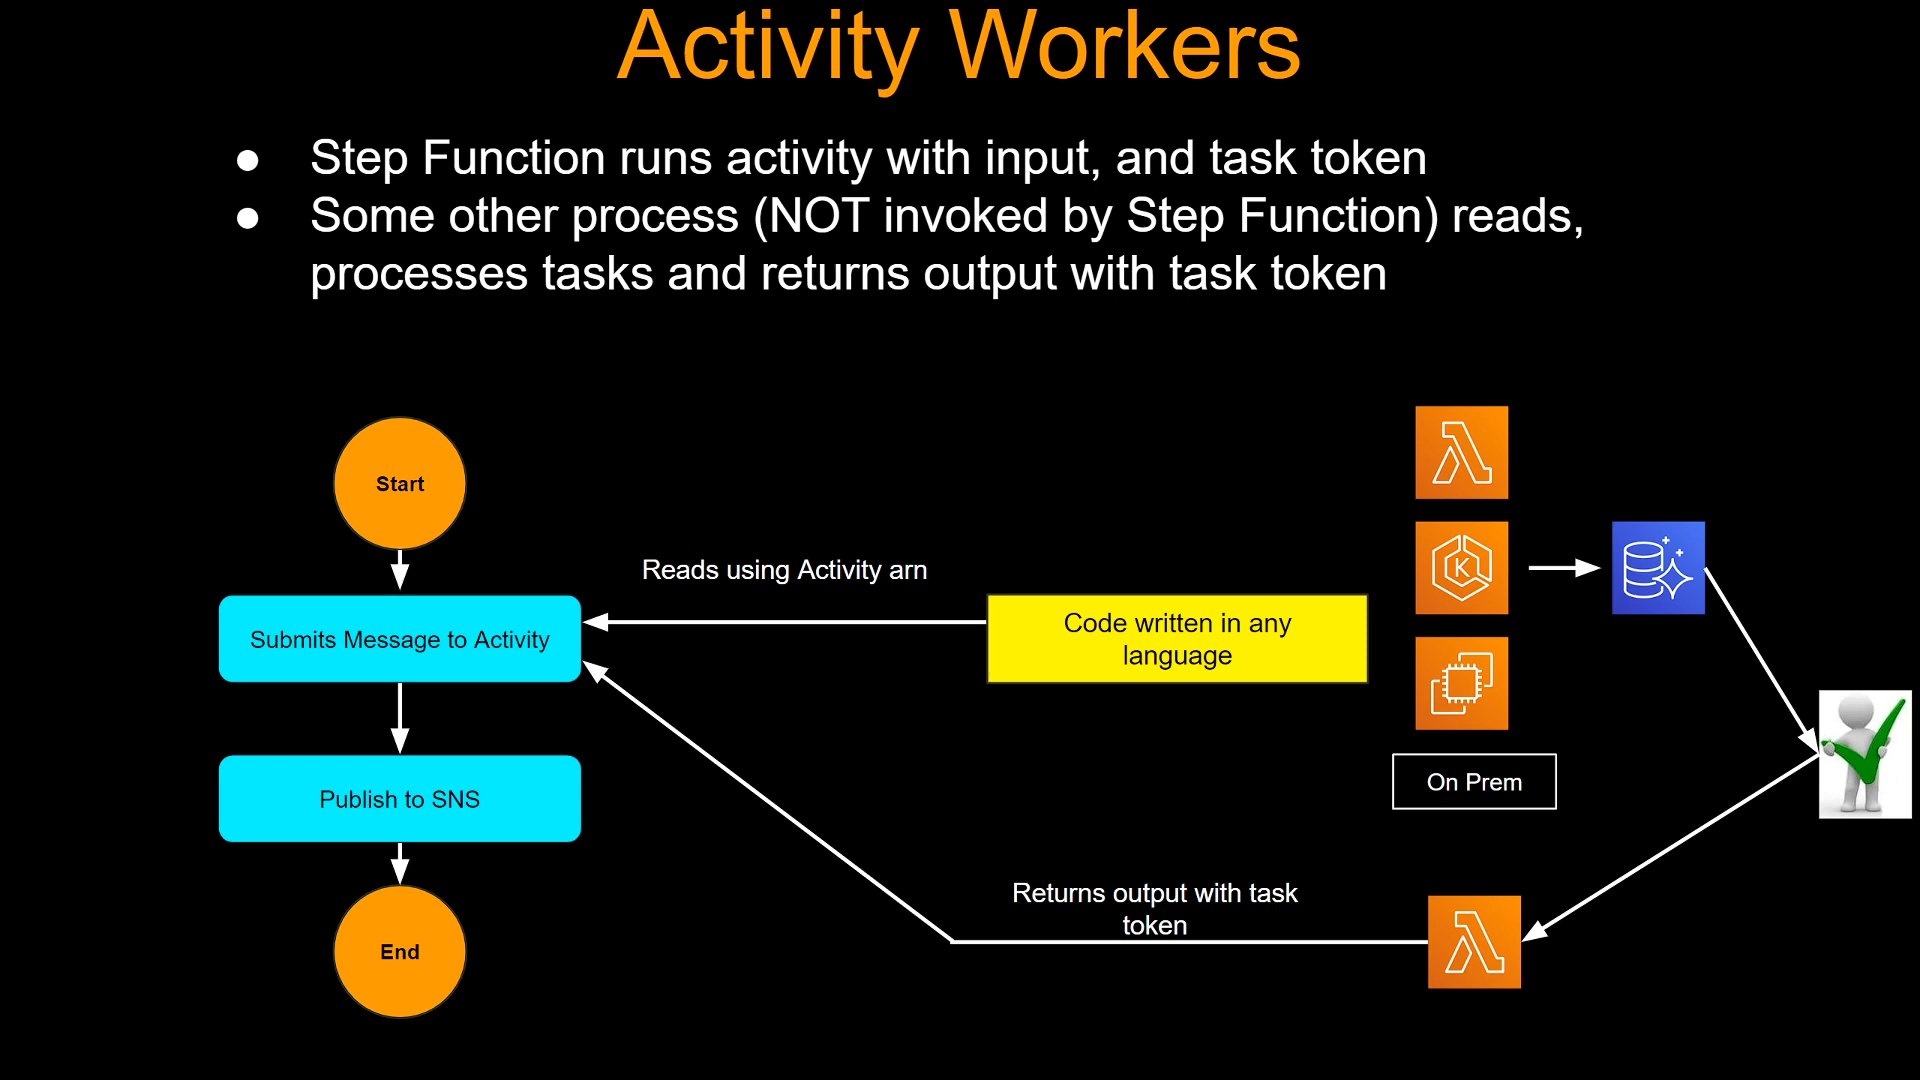 Activity Workers
● Step Function runs activity with input, and task token
● Some other process (NOT invoked by Step Function) reads,
processes tasks and returns output with task token
Start
Reads using Activity arn
Submits Message to Activity
Code written in any
language
K
Publish to SNS
On Prem
Returns output with task
token
End